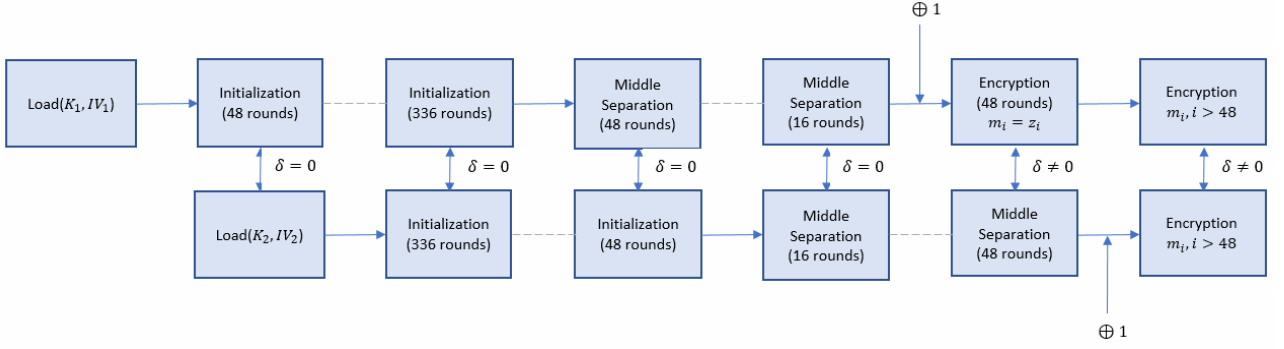 ⊕ 1
Load(K₁, IV₁)
Initialization
(48 rounds)
Initialization
(336 rounds)
Middle
Separation
(48 rounds)
Middle
Separation
(16 rounds)
Encryption
(48 rounds)
mᵢ = zᵢ
Encryption
mᵢ, i > 48
δ = 0
δ = 0
δ = 0
δ = 0
δ ≠ 0
δ ≠ 0
Load(K₂, IV₂)
Initialization
(336 rounds)
Initialization
(48 rounds)
Middle
Separation
(16 rounds)
Middle
Separation
(48 rounds)
Encryption
mᵢ, i > 48
⊕ 1